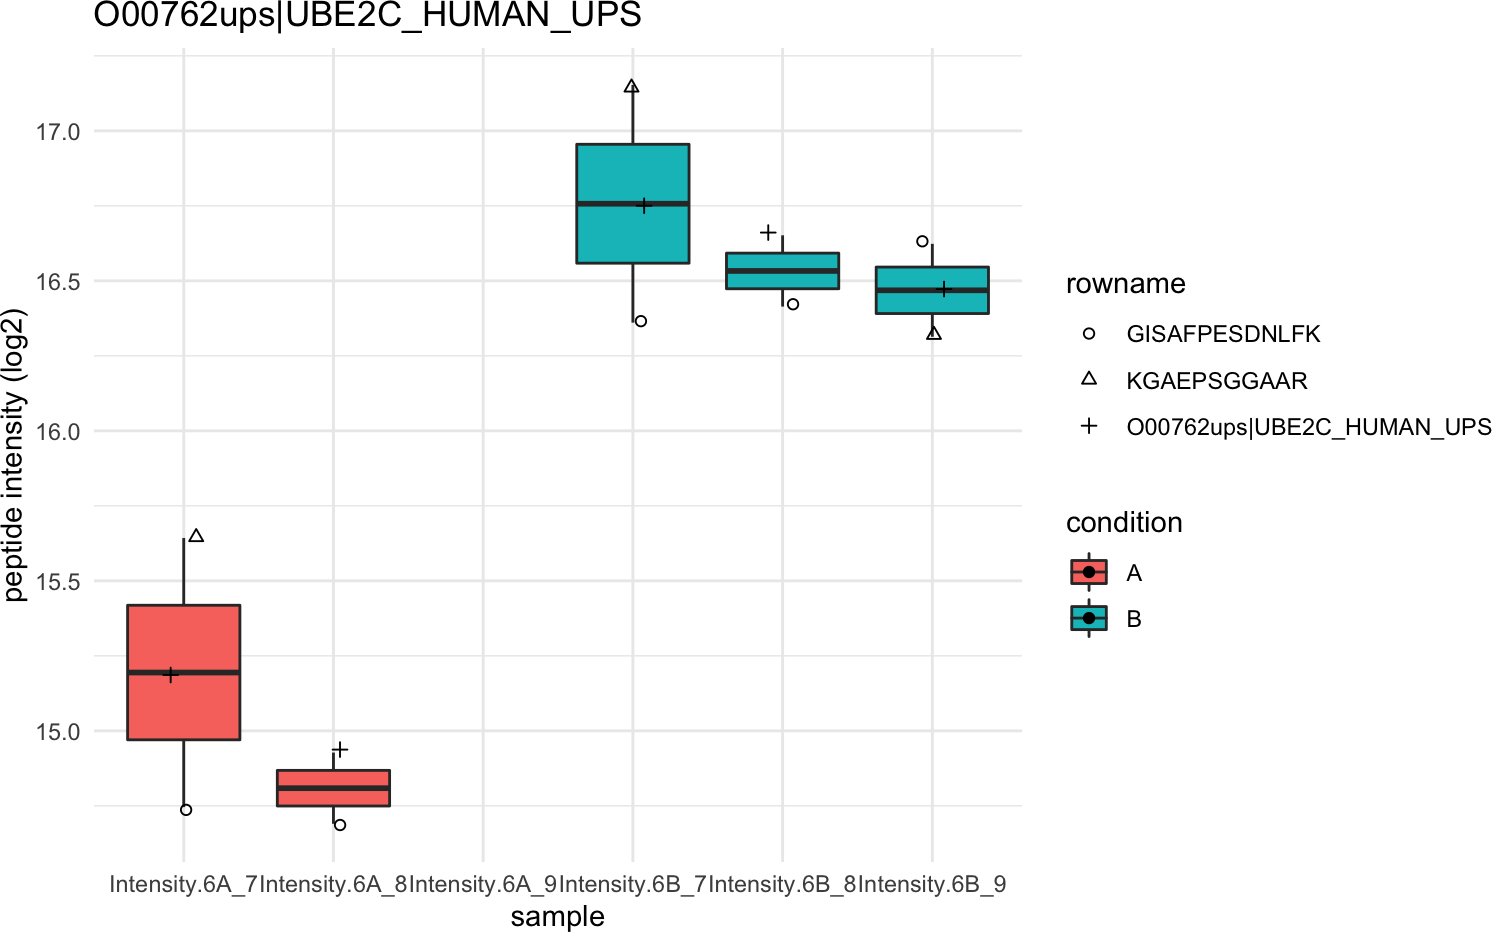 O00762ups|UBE2C_HUMAN_UPS
17.0
16.5
16.0
15.5
15.0
peptide intensity (log2)
Intensity.6A_7 Intensity.6A_8 Intensity.6A_9 Intensity.6B_7 Intensity.6B_8 Intensity.6B_9
sample
rowname
GISAFPESDNLFK
KGAEPSGGAAR
O00762ups|UBE2C_HUMAN_UPS
condition
A
B